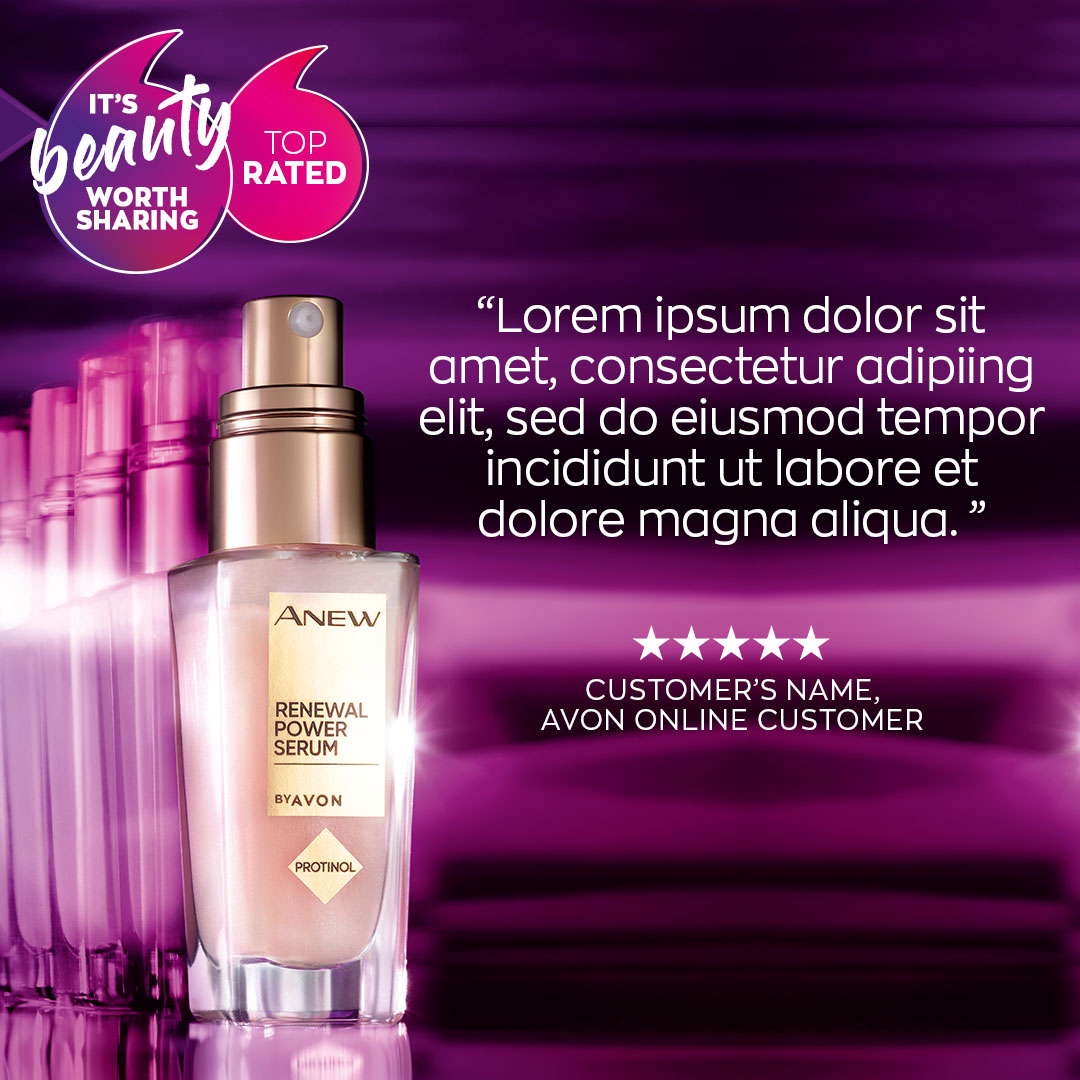 IT'S
beauty
WORTH
SHARING
TOP
RATED
“Lorem ipsum dolor sit
amet, consectetur adipiing
elit, sed do eiusmod tempor
incididunt ut labore et
dolore magna aliqua. ”
★★★★★
CUSTOMER’S NAME,
AVON ONLINE CUSTOMER
ANEW
RENEWAL
POWER
SERUM
BY AVON
PROTINOL